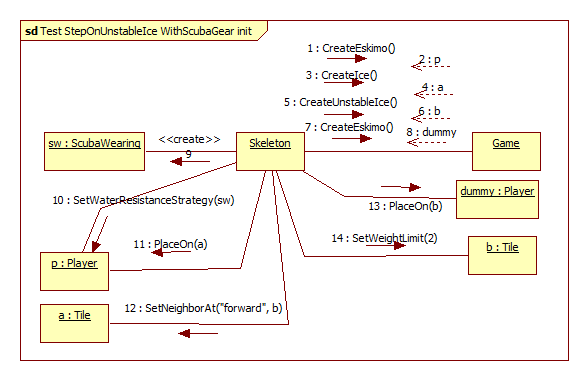 sd Test StepOnUnstableIce WithScubaGear init
1 : CreateEskimo()
2 : p
3 : CreateIce()
4 : a
5 : CreateUnstableIce()
6 : b
7 : CreateEskimo()
8 : dummy
sw : ScubaWearing
<<create>>
9
Skeleton
Game
10 : SetWaterResistanceStrategy(sw)
dummy : Player
13 : PlaceOn(b)
11 : PlaceOn(a)
14 : SetWeightLimit(2)
p : Player
b : Tile
12 : SetNeighborAt("forward", b)
a : Tile